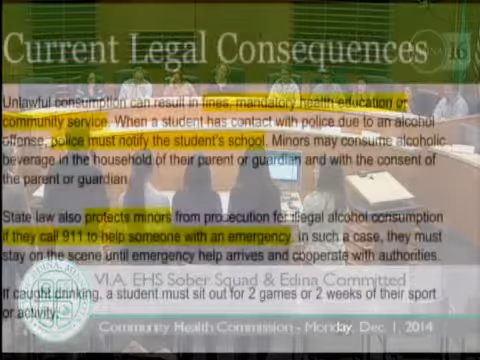 Current Legal Consequences
Unlawful consumption can result in fines, mandatory health education or
community service. When a student has contact with police due to an alcohol
offense, police must notify the student's school. Minors may consume alcoholic
beverage in the household of their parent or guardian and with the consent of
the parent or guardian.
State law also protects minors from prosecution for illegal alcohol consumption
if they call 911 to help someone with an emergency. In such a case, they must
stay on the scene until emergency help arrives and cooperate with authorities.
VI.A. EHS Sober Squad & Edina Committed
If caught drinking, a student must sit out for 2 games or 2 weeks of their sport
or activity.
Community Health Commission - Monday, Dec. 1, 2014